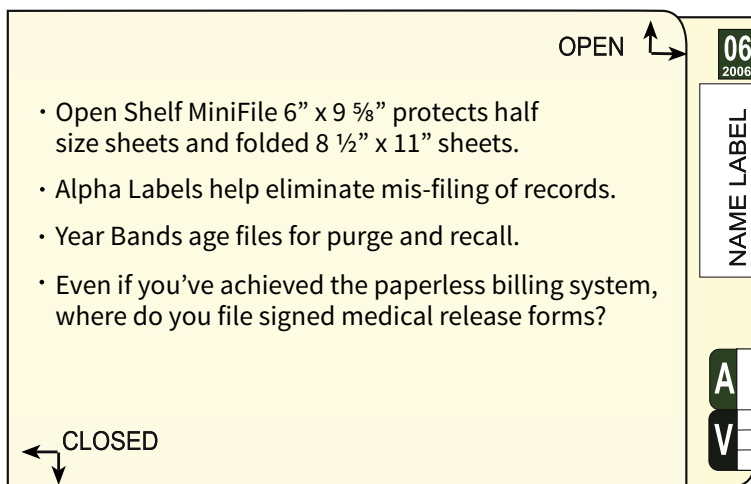 OPEN
06
2006
• Open Shelf MiniFile 6” x 9 ⅝” protects half
size sheets and folded 8 ½” x 11” sheets.
NAME LABEL
• Alpha Labels help eliminate mis-filing of records.
• Year Bands age files for purge and recall.
• Even if you’ve achieved the paperless billing system,
where do you file signed medical release forms?
A
V
CLOSED